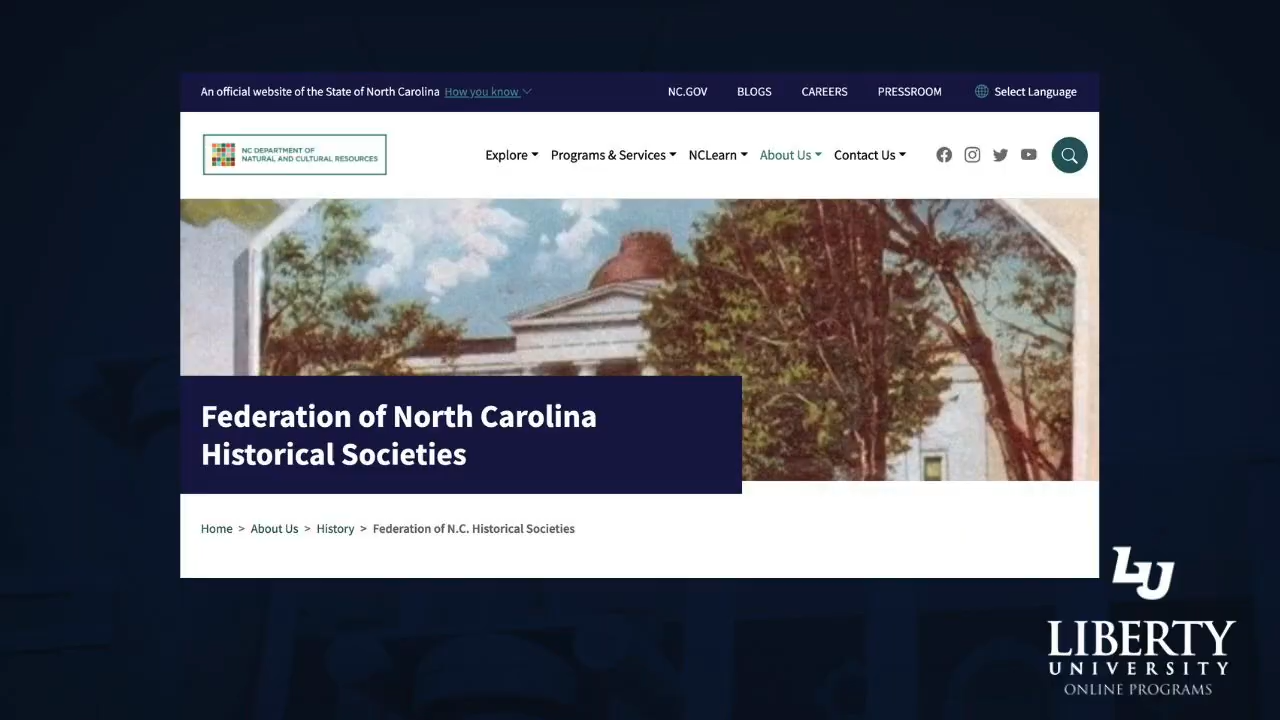 An official website of the State of North Carolina How you know
NC.GOV BLOGS CAREERS PRESSROOM Select Language
NC DEPARTMENT OF
NATURAL AND CULTURAL RESOURCES
Explore Programs & Services NCLearn About Us Contact Us
Federation of North Carolina
Historical Societies
Home > About Us > History > Federation of N.C. Historical Societies
LU
LIBERTY
UNIVERSITY
ONLINE PROGRAMS